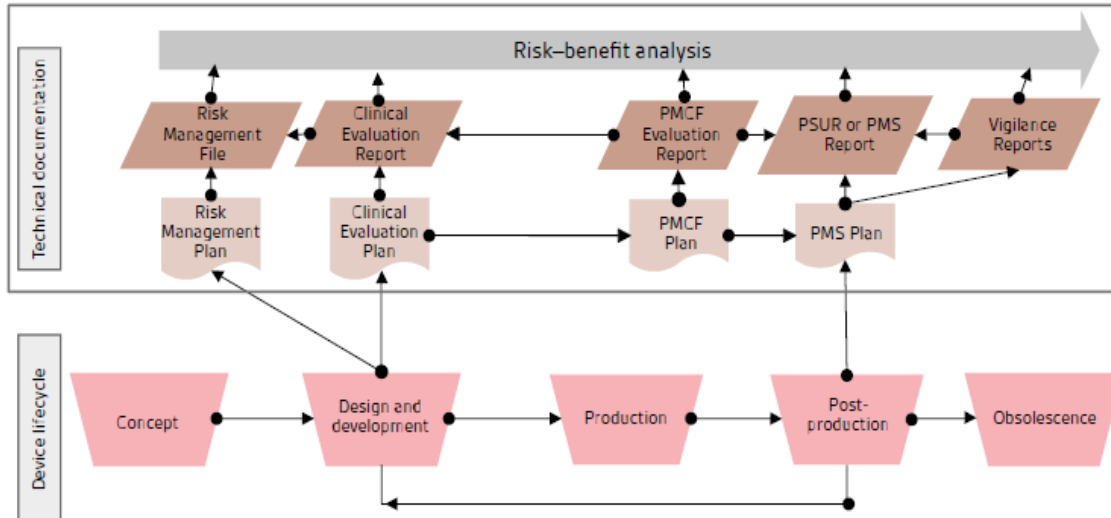 Technical documentation
Risk–benefit analysis
Risk
Management
File
Clinical
Evaluation
Report
PMCF
Evaluation
Report
PSUR or PMS
Report
Vigilance
Reports
Risk
Management
Plan
Clinical
Evaluation
Plan
PMCF
Plan
PMS Plan
Device lifecycle
Concept
Design and
development
Production
Post-
production
Obsolescence